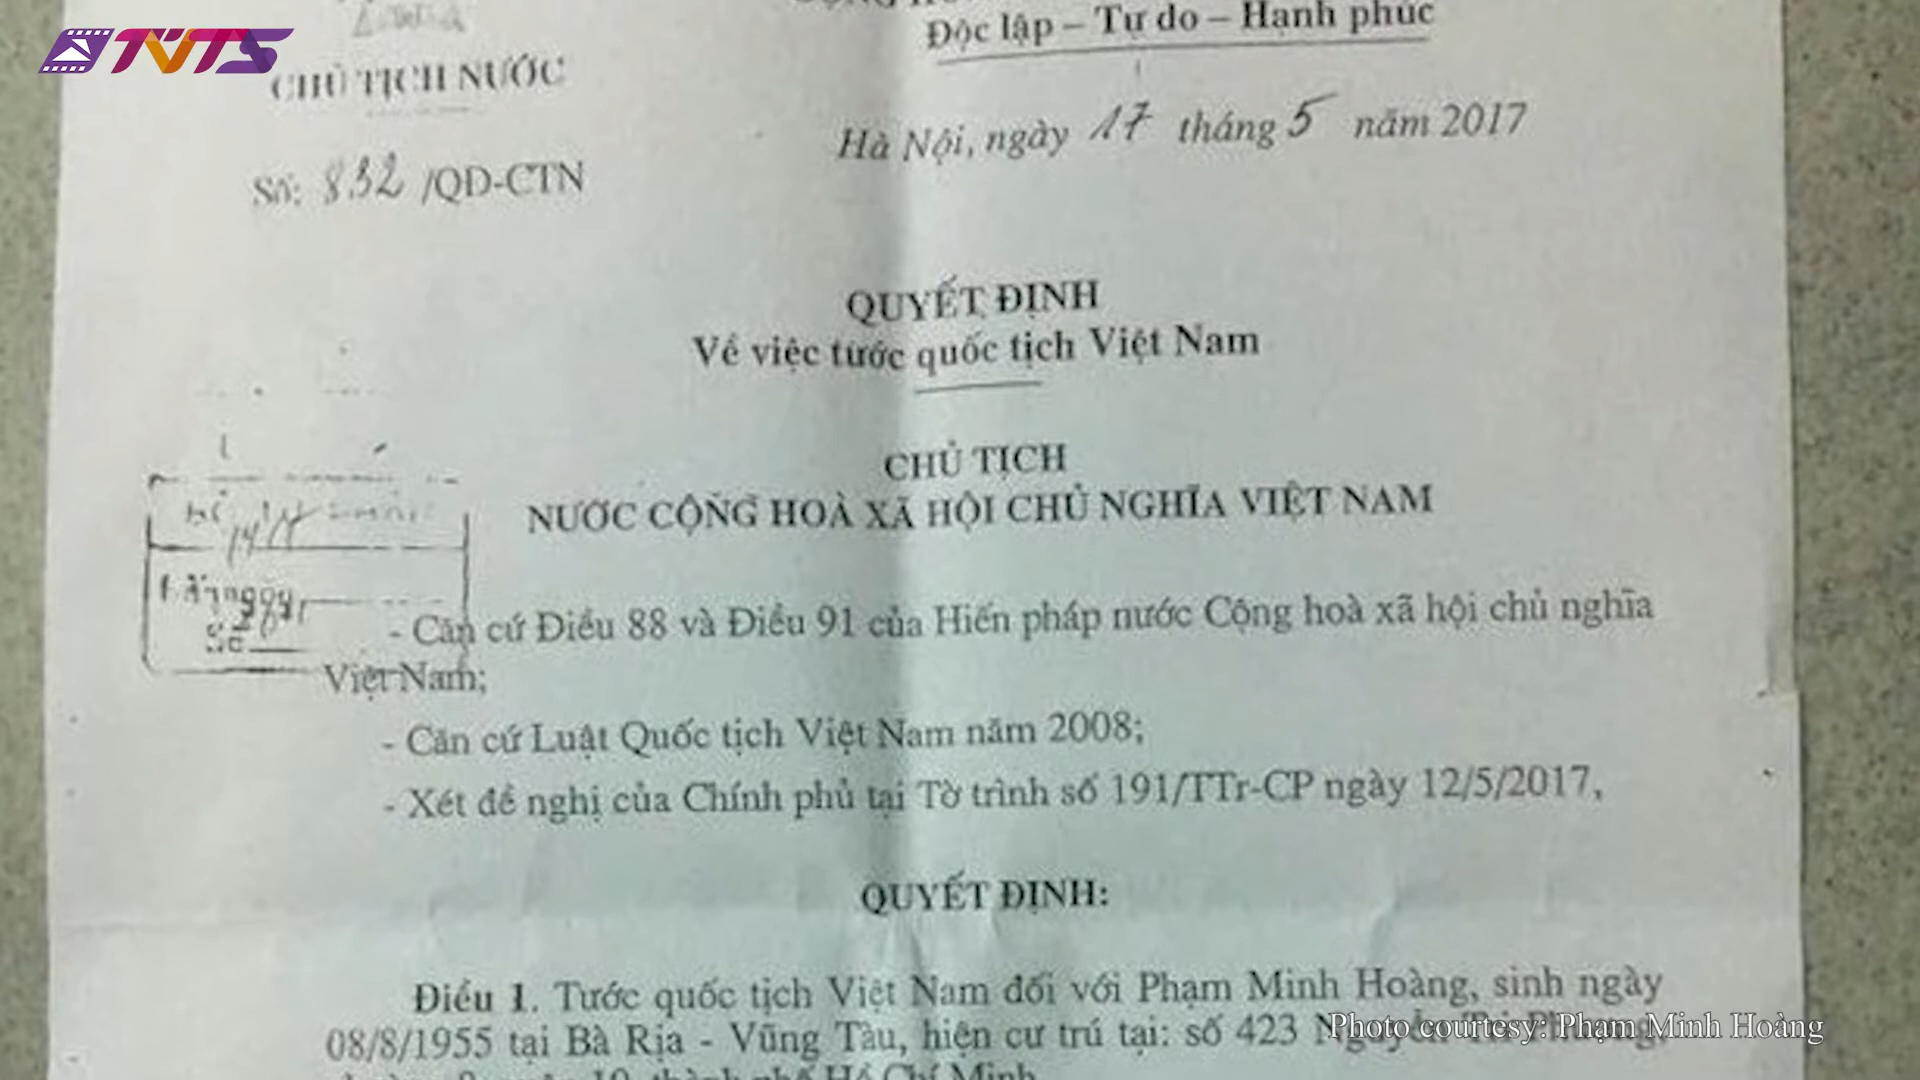 TVTS
Độc lập – Tự do – Hạnh phúc
CHỦ TỊCH NƯỚC
Hà Nội, ngày 17 tháng 5 năm 2017
Số: 832 /QĐ-CTN
QUYẾT ĐỊNH
Về việc tước quốc tịch Việt Nam
CHỦ TỊCH
NƯỚC CỘNG HOÀ XÃ HỘI CHỦ NGHĨA VIỆT NAM
- Căn cứ Điều 88 và Điều 91 của Hiến pháp nước Cộng hoà xã hội chủ nghĩa
Việt Nam;
- Căn cứ Luật Quốc tịch Việt Nam năm 2008;
- Xét đề nghị của Chính phủ tại Tờ trình số 191/TTr-CP ngày 12/5/2017,
QUYẾT ĐỊNH:
Điều 1. Tước quốc tịch Việt Nam đối với Phạm Minh Hoàng, sinh ngày
08/8/1955 tại Bà Rịa - Vũng Tàu, hiện cư trú tại: số 423
Photo courtesy: Phạm Minh Hoàng
Hồ Chí Minh